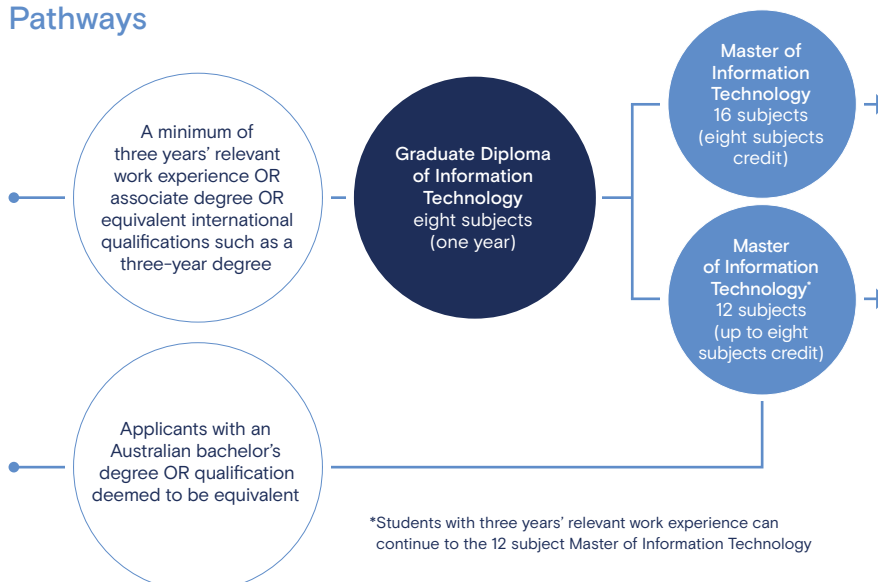 Pathways
A minimum of
three years’ relevant
work experience OR
associate degree OR
equivalent international
qualifications such as a
three-year degree
Graduate Diploma
of Information
Technology
eight subjects
(one year)
Master of
Information
Technology
16 subjects
(eight subjects
credit)
Master
of Information
Technology*
12 subjects
(up to eight
subjects credit)
Applicants with an
Australian bachelor’s
degree OR qualification
deemed to be equivalent
*Students with three years’ relevant work experience can
continue to the 12 subject Master of Information Technology